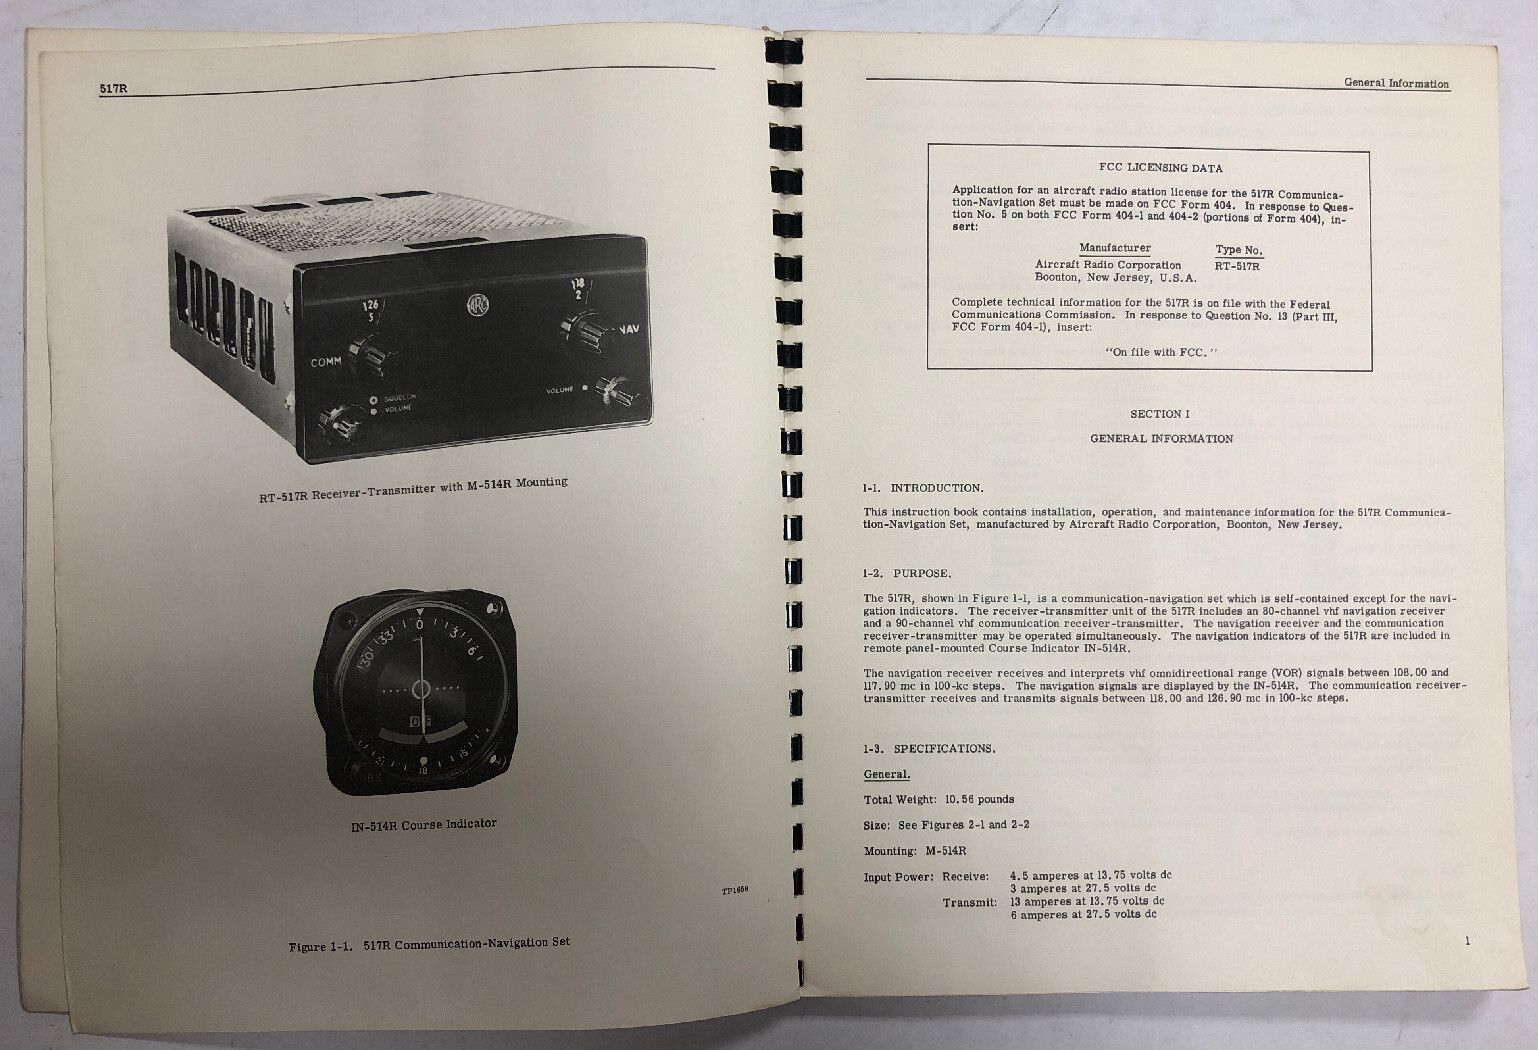 517R
126
5
ARC
118
2
COMM
NAV
SQUELCH
VOLUME
VOLUME
RT-517R Receiver-Transmitter with M-514R Mounting
0
33
3
30
6
OFF
21
15
18
OBS
IN-514R Course Indicator
Figure 1-1. 517R Communication-Navigation Set
General Information
FCC LICENSING DATA
Application for an aircraft radio station license for the 517R Communica-
tion-Navigation Set must be made on FCC Form 404. In response to Ques-
tion No. 5 on both FCC Form 404-1 and 404-2 (portions of Form 404), in-
sert:
Manufacturer Type No.
Aircraft Radio Corporation RT-517R
Boonton, New Jersey, U.S.A.
Complete technical information for the 517R is on file with the Federal
Communications Commission. In response to Question No. 13 (Part III,
FCC Form 404-1), insert:
"On file with FCC."
SECTION I
GENERAL INFORMATION
1-1. INTRODUCTION.
This instruction book contains installation, operation, and maintenance information for the 517R Communica-
tion-Navigation Set, manufactured by Aircraft Radio Corporation, Boonton, New Jersey.
1-2. PURPOSE.
The 517R, shown in Figure 1-1, is a communication-navigation set which is self-contained except for the navi-
gation indicators. The receiver-transmitter unit of the 517R includes an 80-channel vhf navigation receiver
and a 90-channel vhf communication receiver-transmitter. The navigation receiver and the communication
receiver-transmitter may be operated simultaneously. The navigation indicators of the 517R are included in
remote panel-mounted Course Indicator IN-514R.
The navigation receiver receives and interprets vhf omnidirectional range (VOR) signals between 108.00 and
117.90 mc in 100-kc steps. The navigation signals are displayed by the IN-514R. The communication receiver-
transmitter receives and transmits signals between 118.00 and 126.90 mc in 100-kc steps.
1-3. SPECIFICATIONS.
General.
Total Weight: 10.56 pounds
Size: See Figures 2-1 and 2-2
Mounting: M-514R
Input Power: Receive: 4.5 amperes at 13.75 volts dc
3 amperes at 27.5 volts dc
Transmit: 13 amperes at 13.75 volts dc
6 amperes at 27.5 volts dc
1